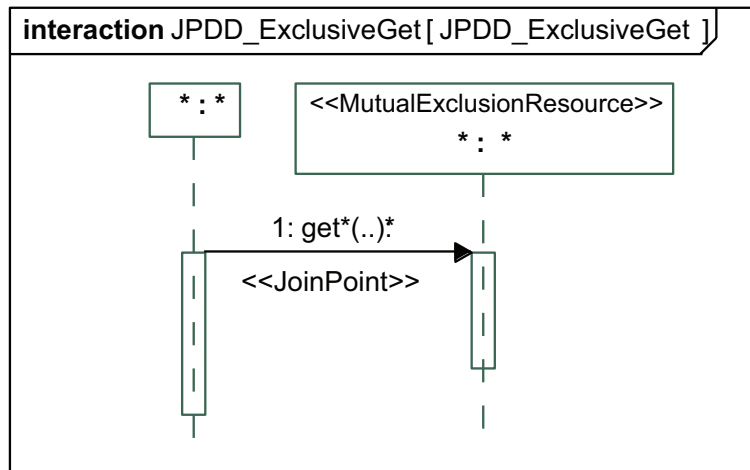 interaction JPDD_ExclusiveGet [ JPDD_ExclusiveGet ]
* : *
<<MutualExclusionResource>>
* : *
1: get*(..):*
<<JoinPoint>>